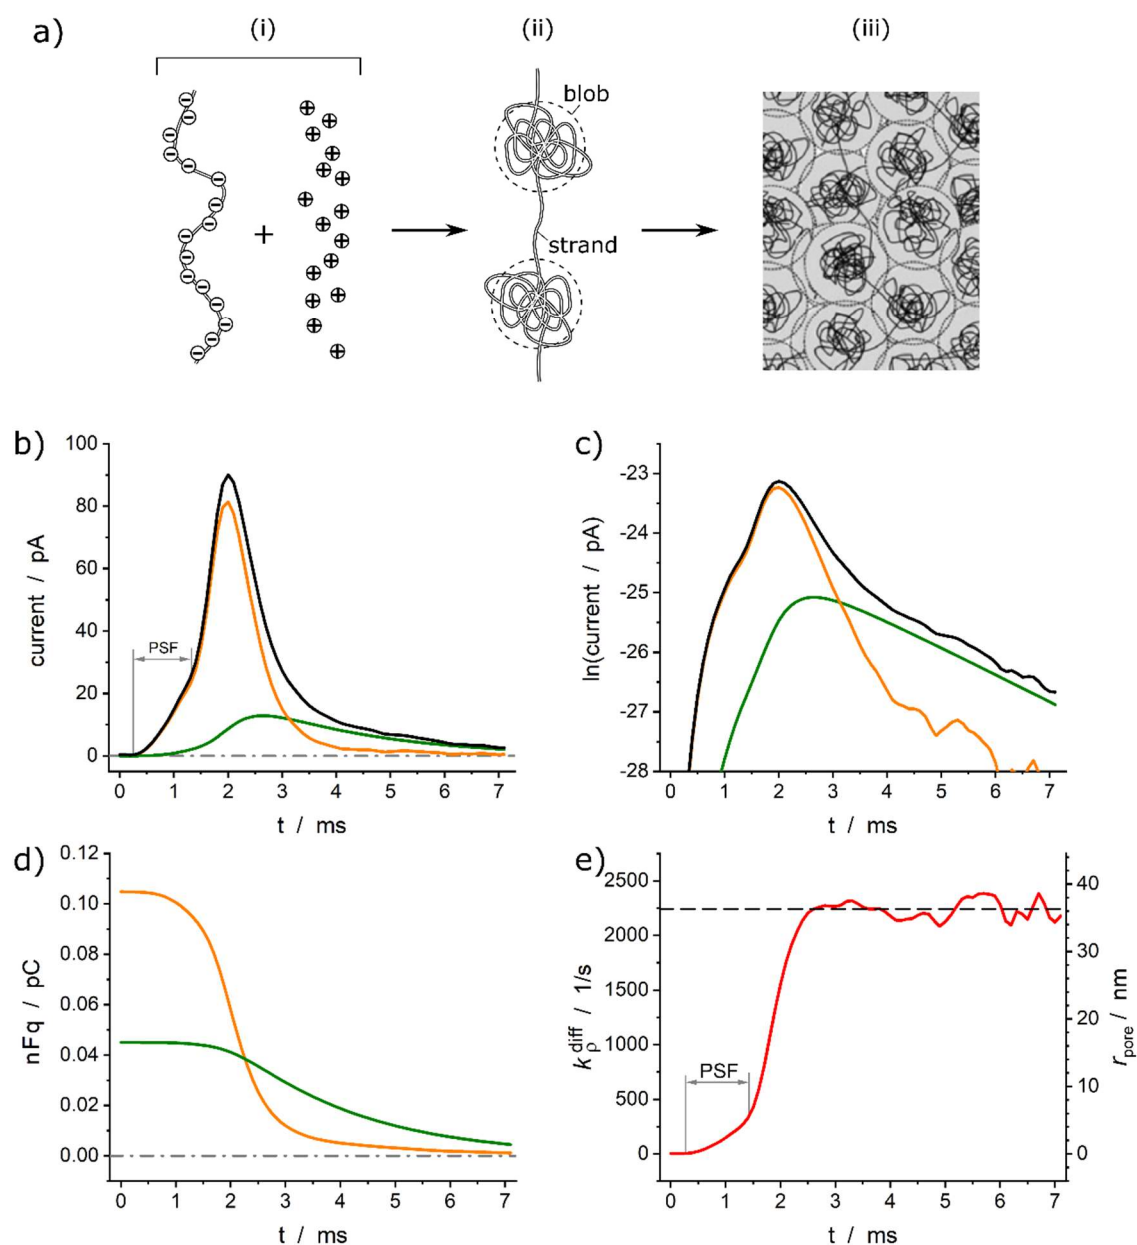 a)
(i)
(ii)
(iii)
blob
strand
+
b)
100
80
60
40
20
0
current / pA
PSF
0 1 2 3 4 5 6 7
t / ms
c)
-23
-24
-25
-26
-27
-28
ln(current / pA)
0 1 2 3 4 5 6 7
t / ms
d)
0.12
0.10
0.08
0.06
0.04
0.02
0.00
nFq / pC
0 1 2 3 4 5 6 7
t / ms
e)
2500
2000
1500
1000
500
0
k_ρ^diff / 1/s
PSF
40
30
20
10
0
r_pore / nm
0 1 2 3 4 5 6 7
t / ms